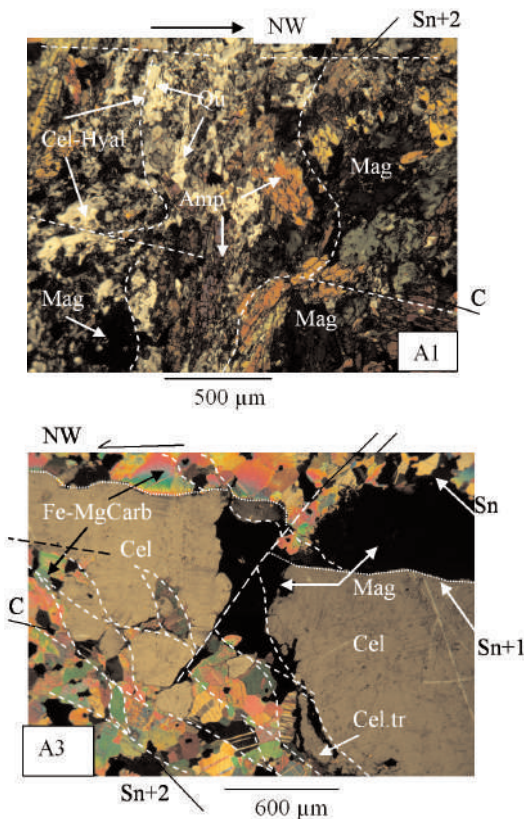 NW
Sn+2
Qtz
Cel-Hyal
Mag
Amp
Mag
Mag
C
A1
500 µm
NW
Sn
Fe-MgCarb
Cel
Mag
C
Cel
Sn+1
Cel.tr
A3
Sn+2
600 µm